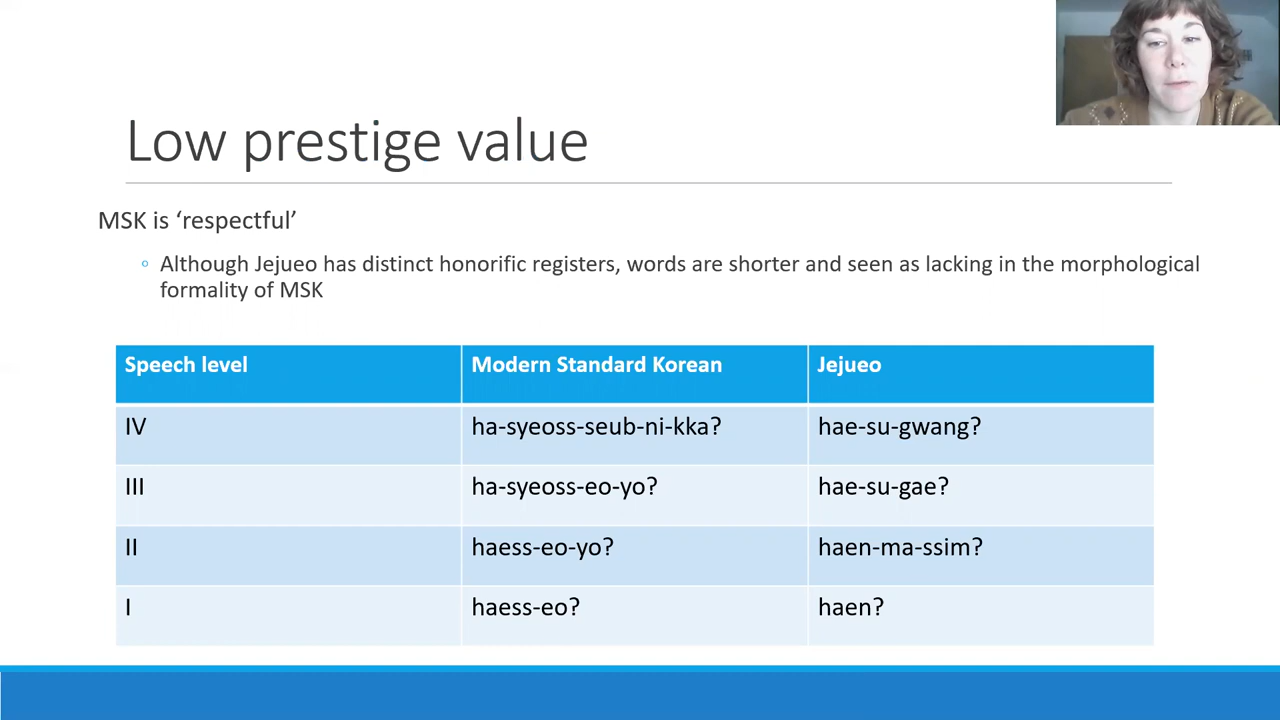 Low prestige value
MSK is ‘respectful’
Although Jejueo has distinct honorific registers, words are shorter and seen as lacking in the morphological
formality of MSK
Speech level Modern Standard Korean Jejueo
IV ha-syeoss-seub-ni-kka? hae-su-gwang?
III ha-syeoss-eo-yo? hae-su-gae?
II haess-eo-yo? haen-ma-ssim?
I haess-eo? haen?